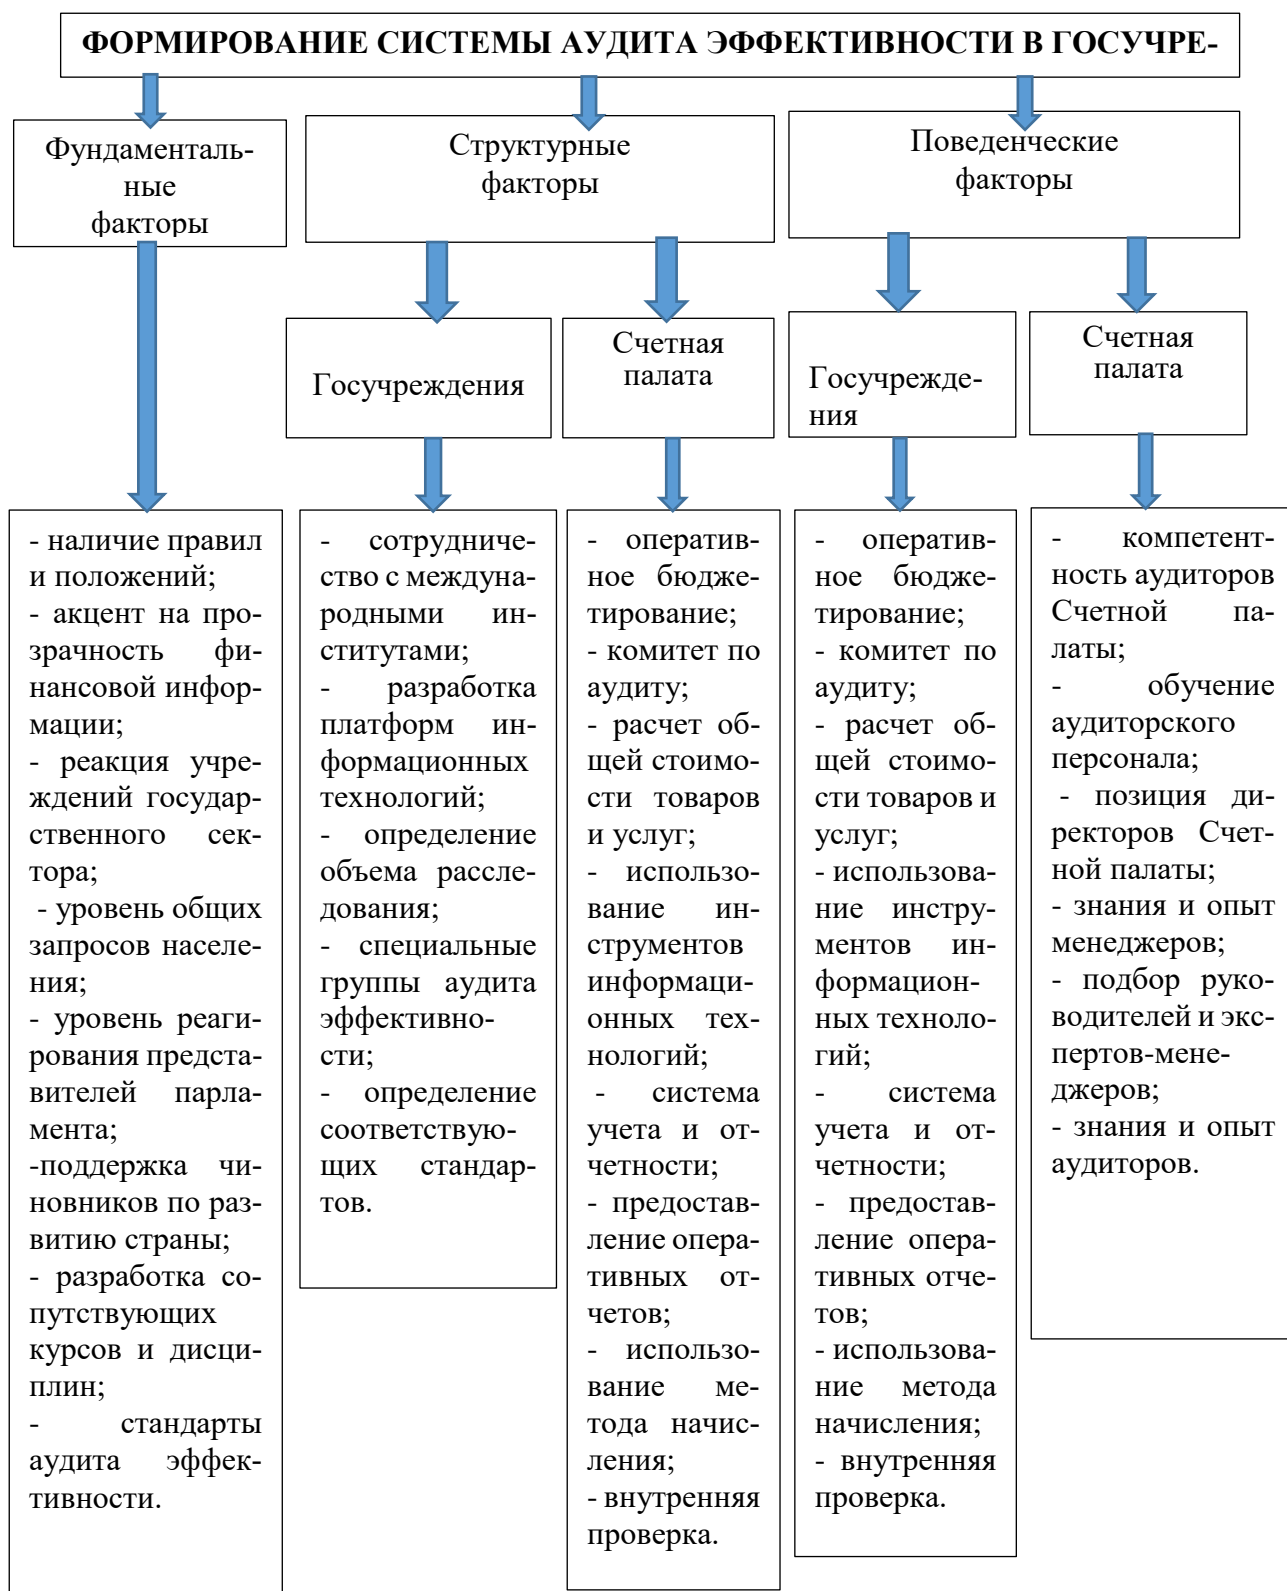 ФОРМИРОВАНИЕ СИСТЕМЫ АУДИТА ЭФФЕКТИВНОСТИ В ГОСУЧРЕ-
Фундаменталь-
ные
факторы
Структурные
факторы
Поведенческие
факторы
Госучреждения
Счетная
палата
Госучрежде-
ния
Счетная
палата
- наличие правил
и положений;
- акцент на про-
зрачность фи-
нансовой инфор-
мации;
- реакция учре-
ждений государ-
ственного сек-
тора;
- уровень общих
запросов населе-
ния;
- уровень реаги-
рования предста-
вителей парла-
мента;
-поддержка чи-
новников по раз-
витию страны;
- разработка со-
путствующих
курсов и дисци-
плин;
- стандарты
аудита эффек-
тивности.
- сотрудниче-
ство с междуна-
родными ин-
ститутами;
- разработка
платформ ин-
формационных
технологий;
- определение
объема рассле-
дования;
- специальные
группы аудита
эффективно-
сти;
- определение
соответствую-
щих стандар-
тов.
- оператив-
ное бюдже-
тирование;
- комитет по
аудиту;
- расчет об-
щей стоимо-
сти товаров
и услуг;
- использо-
вание ин-
струментов
информаци-
онных тех-
нологий;
- система
учета и от-
четности;
- предостав-
ление опера-
тивных от-
четов;
- использо-
вание ме-
тода начис-
ления;
- внутренняя
проверка.
- оператив-
ное бюдже-
тирование;
- комитет по
аудиту;
- расчет об-
щей стоимо-
сти товаров и
услуг;
- использова-
ние инстру-
ментов ин-
формацион-
ных техноло-
гий;
- система
учета и от-
четности;
- предостав-
ление опера-
тивных отче-
тов;
- использова-
ние метода
начисления;
- внутренняя
проверка.
- компетент-
ность аудиторов
Счетной па-
латы;
- обучение
аудиторского
персонала;
- позиция ди-
ректоров Счет-
ной палаты;
- знания и опыт
менеджеров;
- подбор руко-
водителей и экс-
пертов-мене-
джеров;
- знания и опыт
аудиторов.